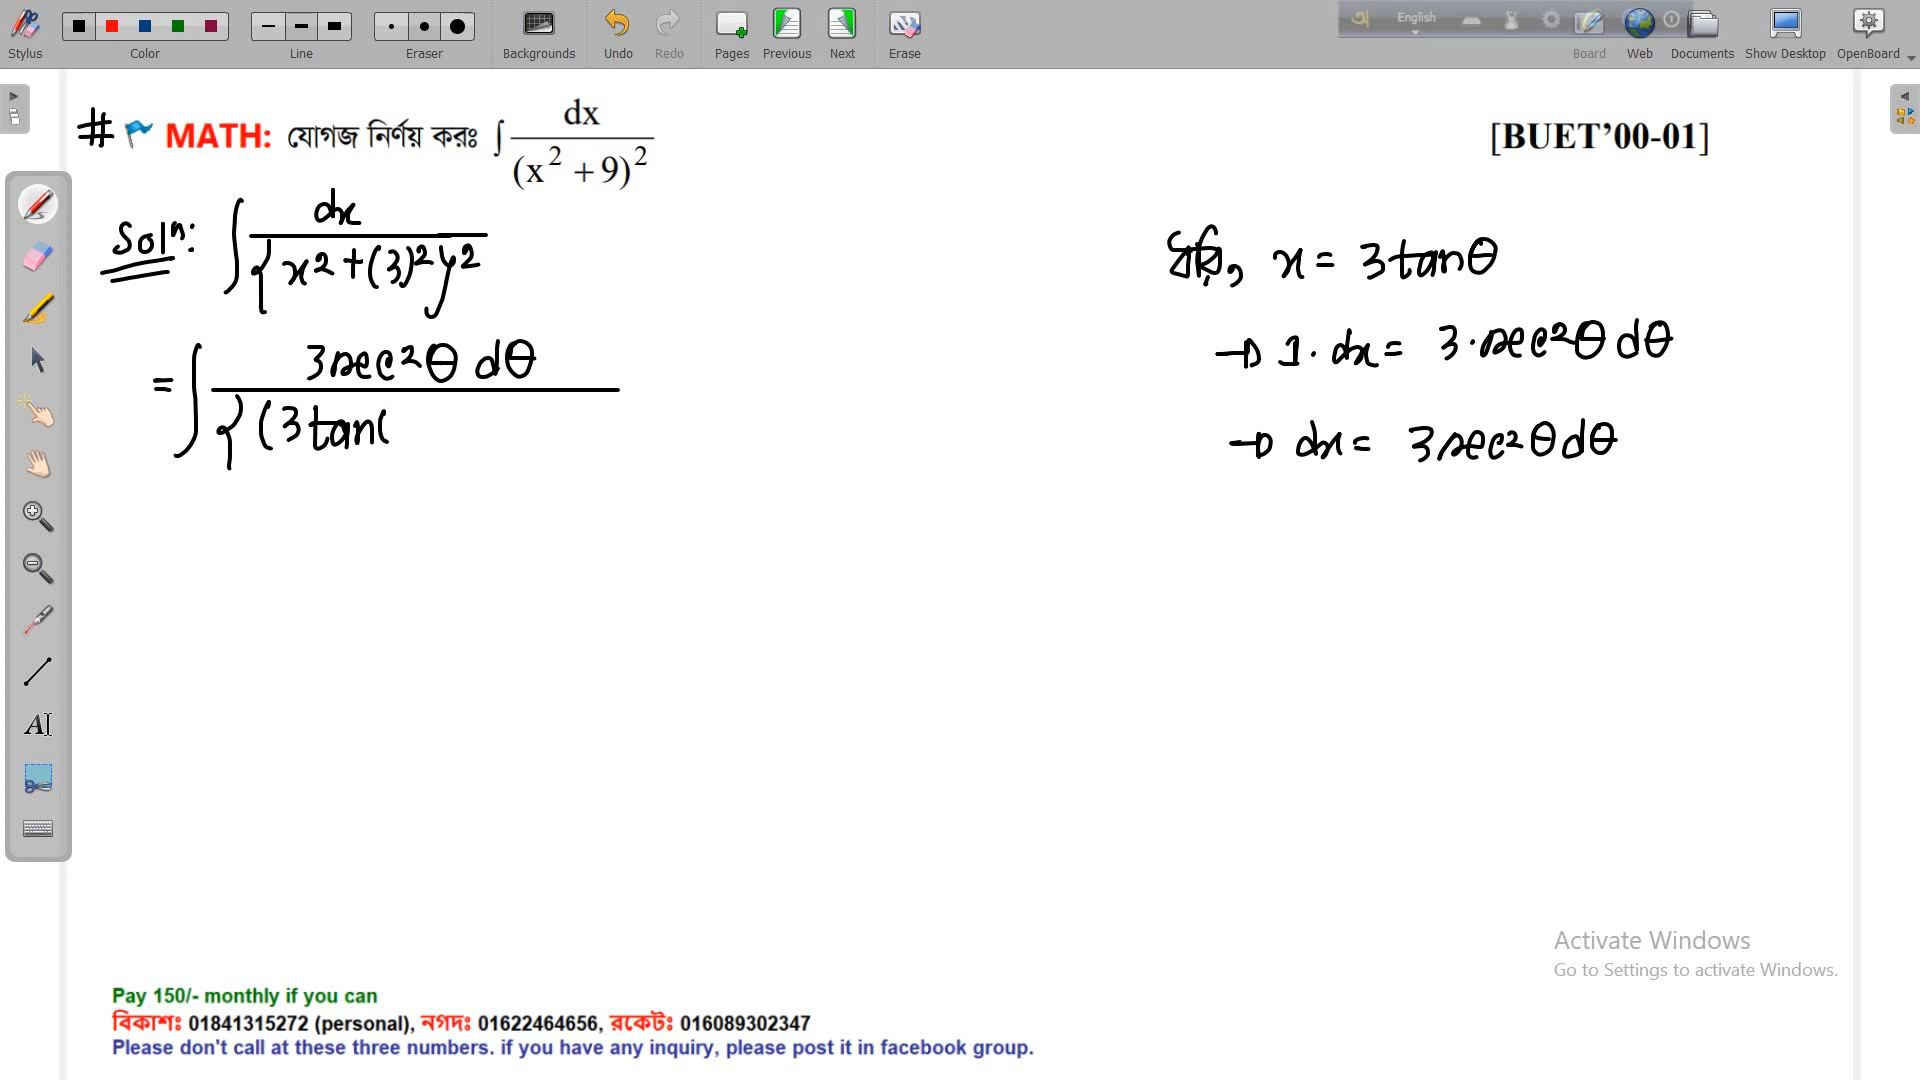 Stylus Color Line Eraser Backgrounds Undo Redo Pages Previous Next Erase English Board Web Documents Show Desktop OpenBoard
# MATH: যোগজ নির্ণয় করঃ ∫ dx / (x² + 9)² [BUET’00-01]
Solⁿ: ∫ dx / {x² + (3)²}²
= ∫ 3sec²θ dθ / {(3tan(
ধরি, x = 3tanθ
→ 1· dx = 3·sec²θ dθ
→ dx = 3sec²θ dθ
Activate Windows
Go to Settings to activate Windows.
Pay 150/- monthly if you can
বিকাশঃ 01841315272 (personal), নগদঃ 01622464656, রকেটঃ 016089302347
Please don't call at these three numbers. if you have any inquiry, please post it in facebook group.